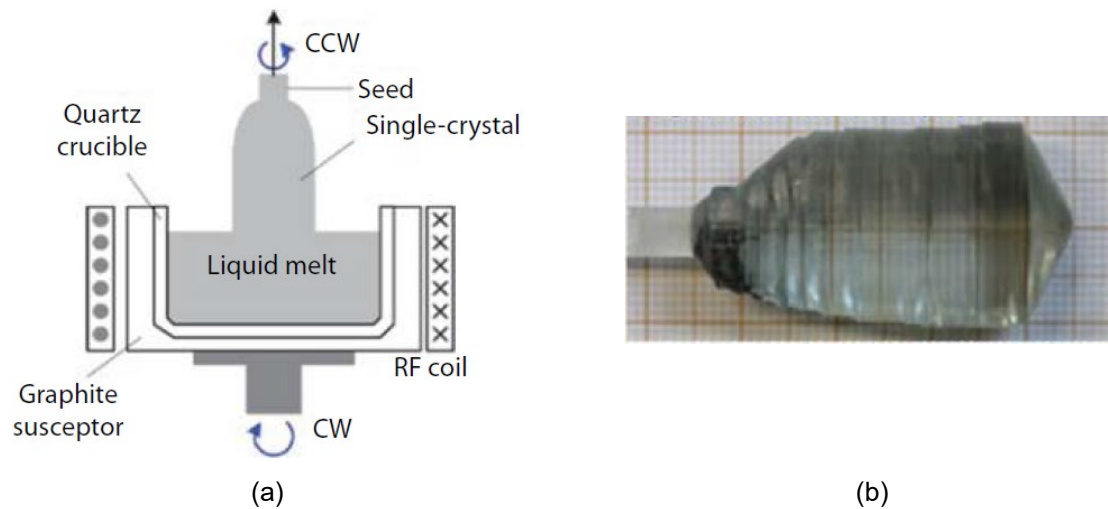 CCW
Seed
Single-crystal
Quartz
crucible
Liquid melt
RF coil
Graphite
susceptor
CW
(a)
(b)